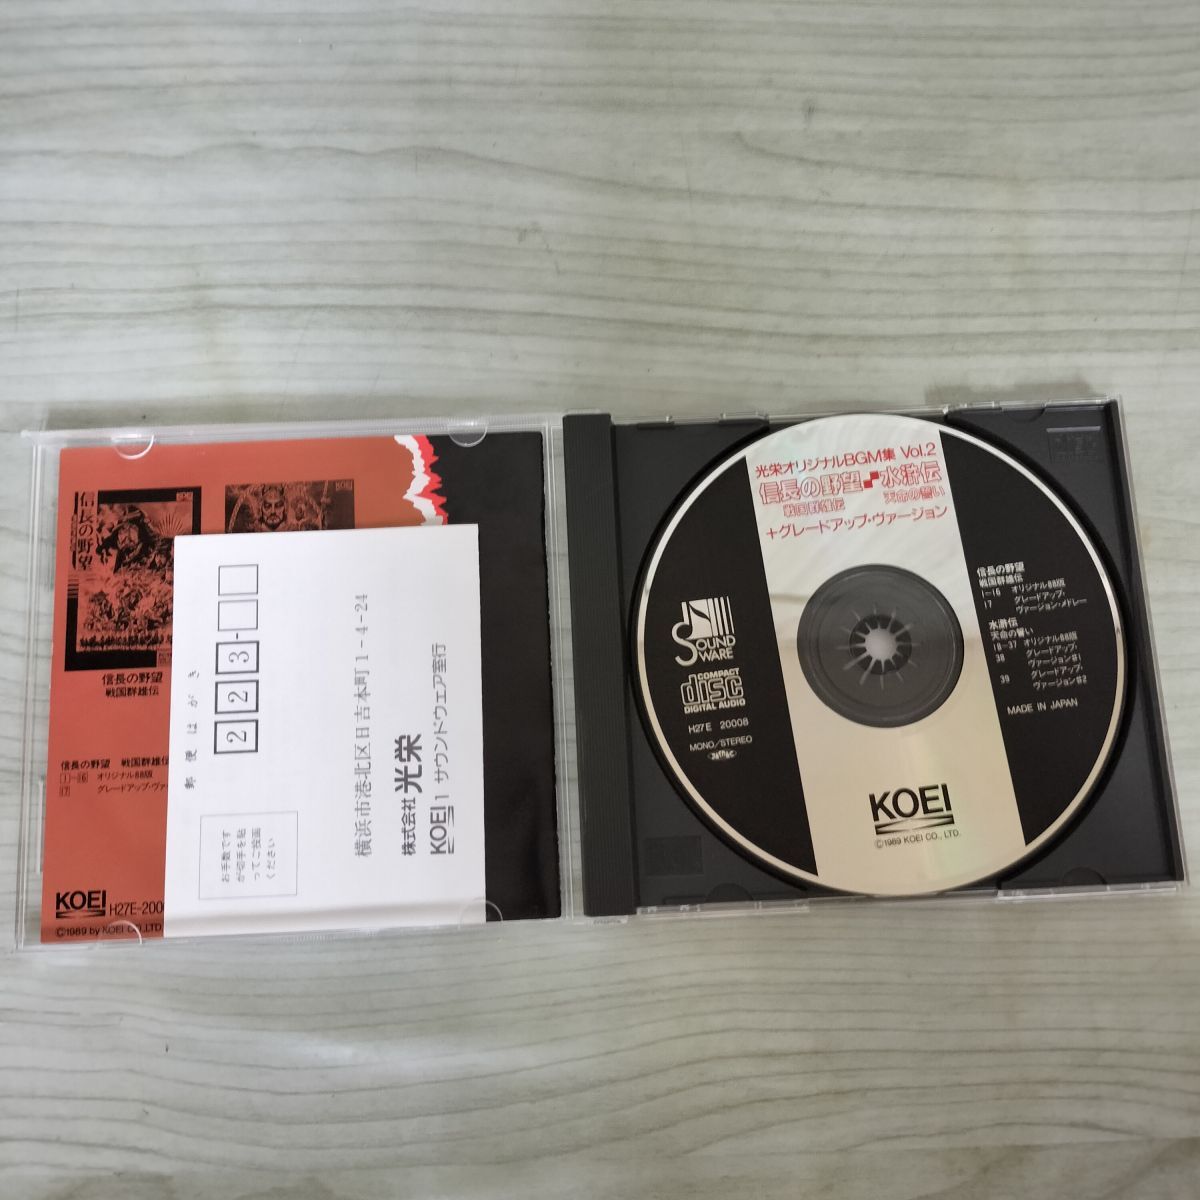 信長の野望
信長の野望
戦国群雄伝
信長の野望 戦国群雄伝
1~16 オリジナル88版
17 グレードアップ・ヴァー
KOEI
H27E-200
©1989 by KOEI CO.,LTD
郵便はがき
223-
お手数です
が切手を貼
ってご投函
ください
横浜市港北区日吉本町1-4-24
株式会社 光栄
KOEI 1 サウンドウェア室行
光栄オリジナルBGM集 Vol.2
信長の野望 水滸伝
戦国群雄伝 天命の誓い
+グレードアップ・ヴァージョン
SOUND
WARE
COMPACT
disc
DIGITAL AUDIO
H27E 20008
MONO/STEREO
JASRAC
信長の野望
戦国群雄伝
1~16 オリジナル88版
17 グレードアップ・
ヴァージョン・メドレー
水滸伝
天命の誓い
18~37 オリジナル88版
38 グレードアップ・
ヴァージョン#1
39 グレードアップ・
ヴァージョン#2
MADE IN JAPAN
KOEI
©1989 KOEI CO., LTD.